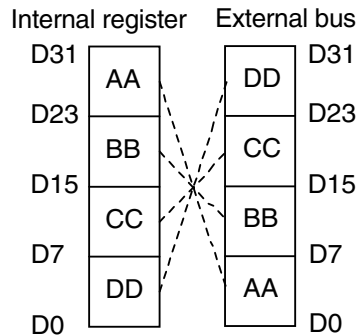 Internal register External bus
D31 D31
AA DD
D23 D23
BB CC
D15 D15
CC BB
D7 D7
DD AA
D0 D0